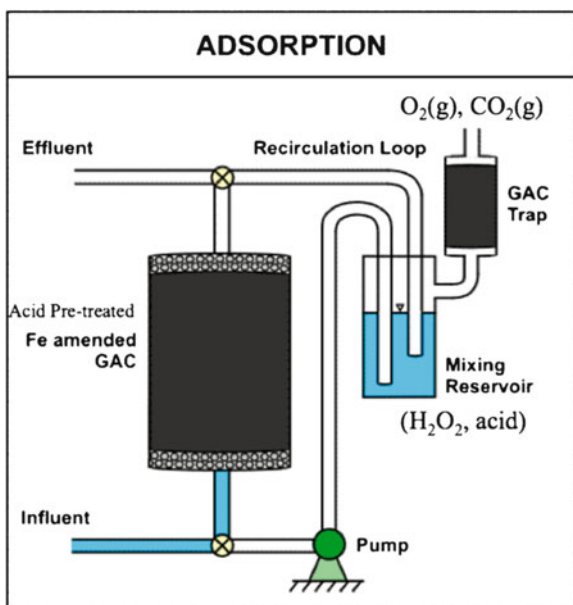 ADSORPTION
O₂(g), CO₂(g)
Effluent
Recirculation Loop
GAC
Trap
Acid Pre-treated
Fe amended
GAC
Mixing
Reservoir
(H₂O₂, acid)
Influent
Pump